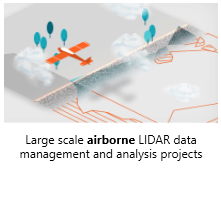 Large scale airborne LIDAR data
management and analysis projects